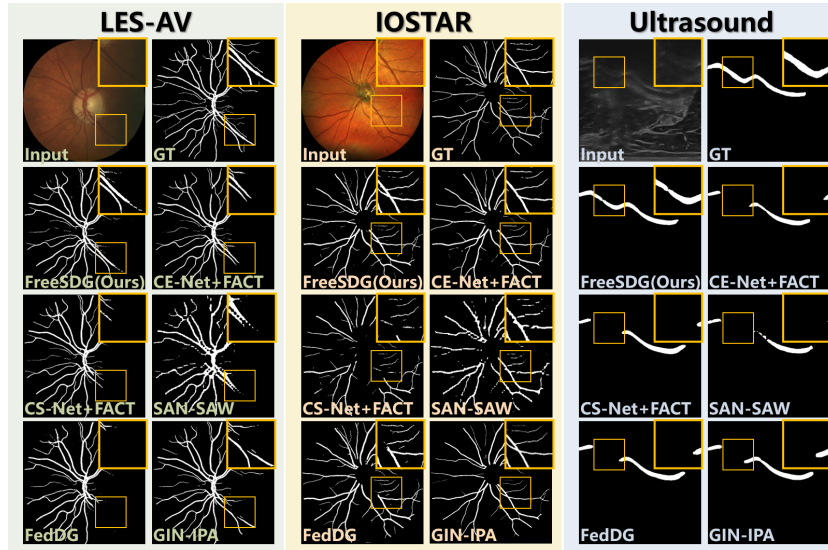 LES-AV
IOSTAR
Ultrasound
Input
GT
Input
GT
Input
GT
FreeSDG(Ours)
CE-Net+FACT
FreeSDG(Ours)
CE-Net+FACT
FreeSDG(Ours)
CE-Net+FACT
CS-Net+FACT
SAN-SAW
CS-Net+FACT
SAN-SAW
CS-Net+FACT
SAN-SAW
FedDG
GIN-IPA
FedDG
GIN-IPA
FedDG
GIN-IPA